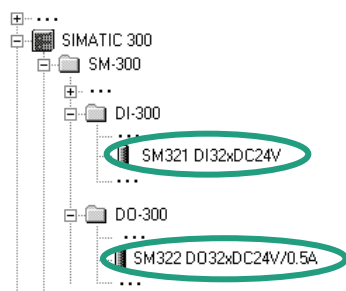 ...
SIMATIC 300
SM-300
...
DI-300
...
SM321 DI32xDC24V
...
DO-300
...
SM322 DO32xDC24V/0.5A
...